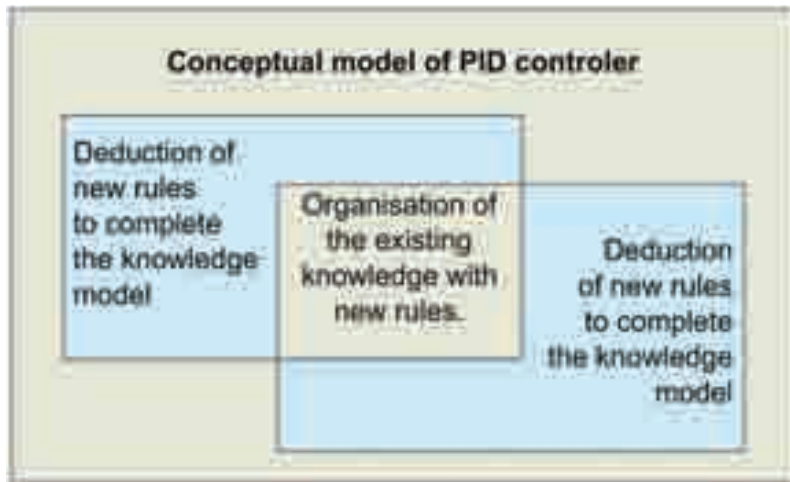 Conceptual model of PID controler
Deduction of
new rules
to complete
the knowledge
model
Organisation of
the existing
knowledge with
new rules.
Deduction
of new rules
to complete
the knowledge
model